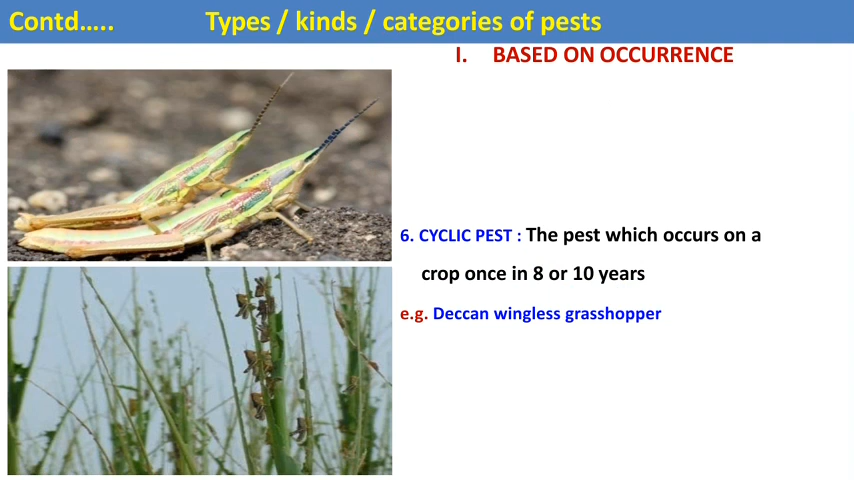 Contd….. Types / kinds / categories of pests
I. BASED ON OCCURRENCE
6. CYCLIC PEST : The pest which occurs on a
crop once in 8 or 10 years
e.g. Deccan wingless grasshopper